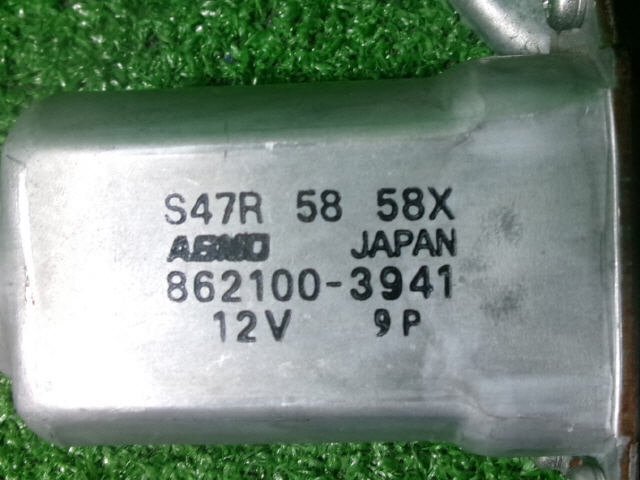 S47R 58 58X
ASMO JAPAN
862100-3941
12V 9P